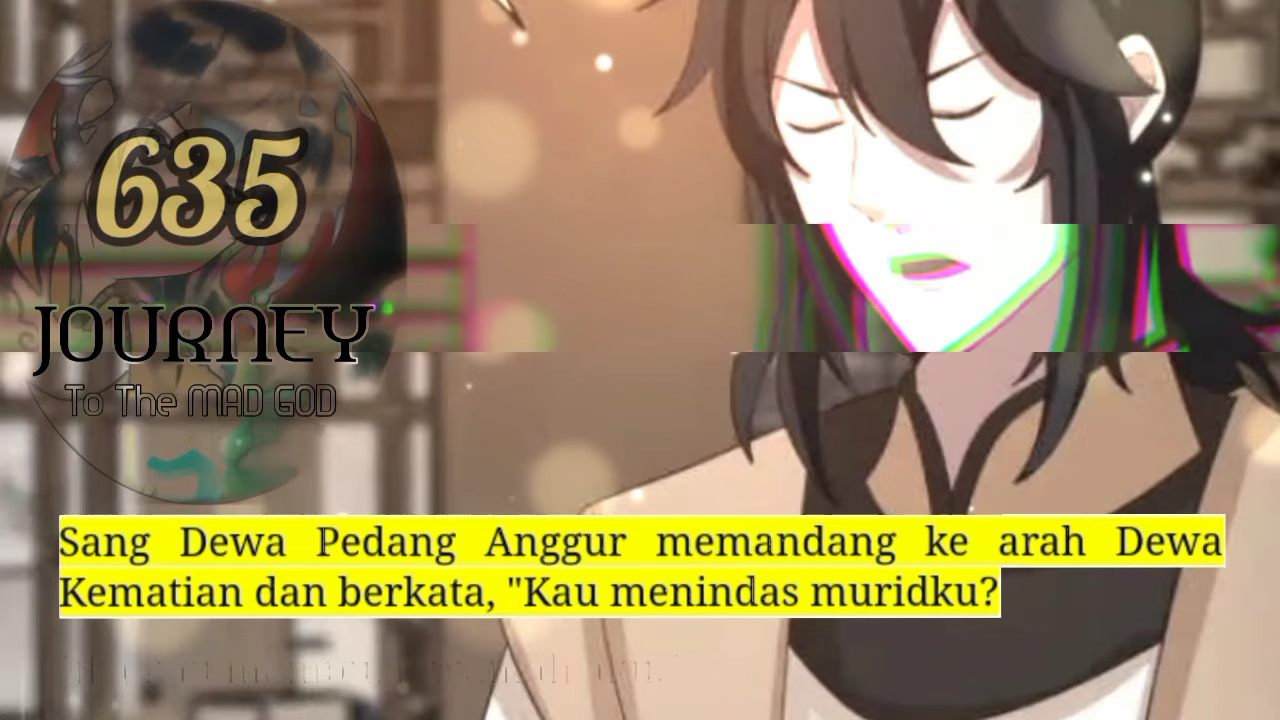 635
JOURNEY
To The MAD GOD
Sang Dewa Pedang Anggur memandang ke arah Dewa
Kematian dan berkata, "Kau menindas muridku?